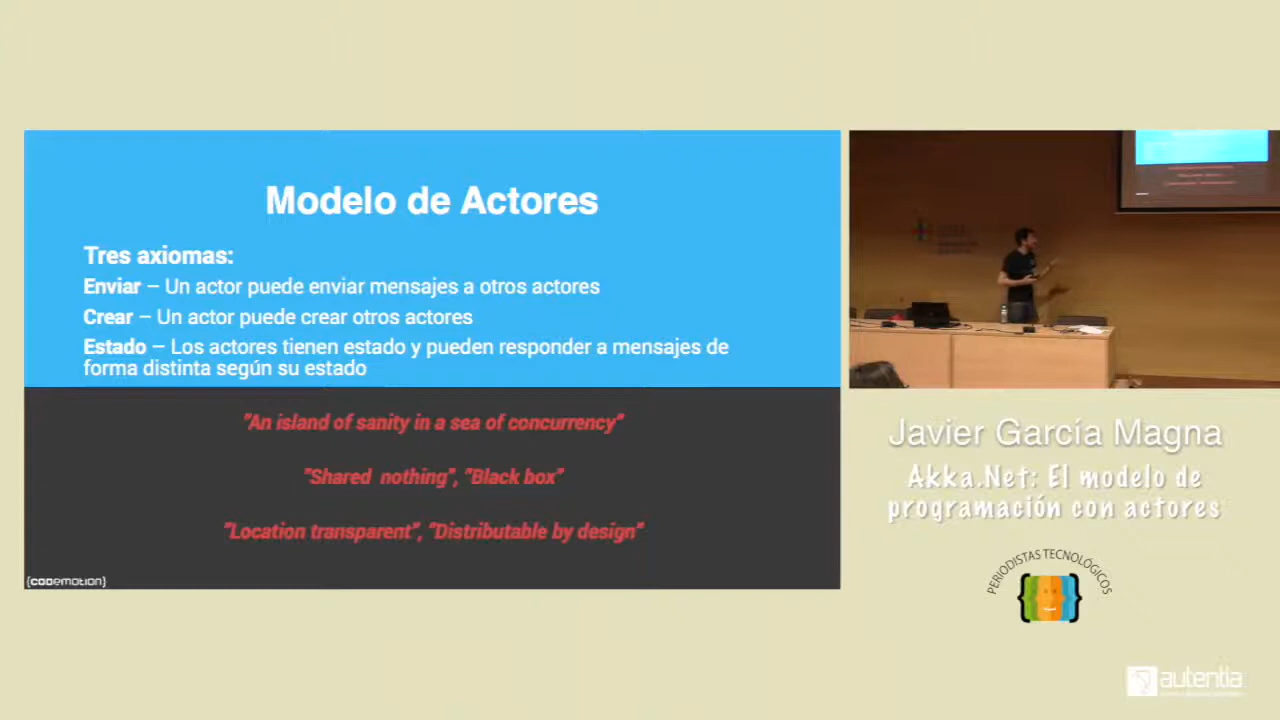 Modelo de Actores
Tres axiomas:
Enviar – Un actor puede enviar mensajes a otros actores
Crear – Un actor puede crear otros actores
Estado – Los actores tienen estado y pueden responder a mensajes de
forma distinta según su estado
"An island of sanity in a sea of concurrency"
"Shared nothing", "Black box"
"Location transparent", "Distributable by design"
{codemotion}
Javier García Magna
Akka.Net: El modelo de
programación con actores
PERIODISTAS TECNOLÓGICOS
autentia